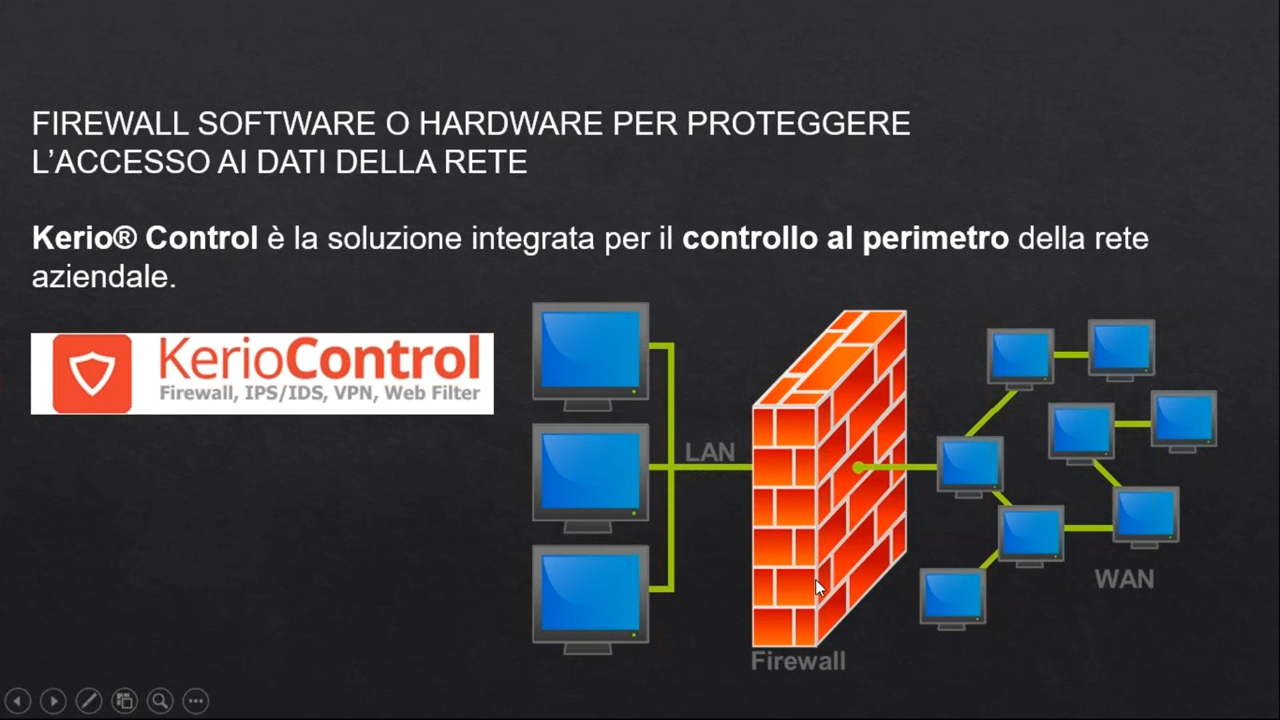 FIREWALL SOFTWARE O HARDWARE PER PROTEGGERE
L'ACCESSO AI DATI DELLA RETE
Kerio® Control è la soluzione integrata per il controllo al perimetro della rete
aziendale.
KerioControl
Firewall, IPS/IDS, VPN, Web Filter
LAN
WAN
Firewall